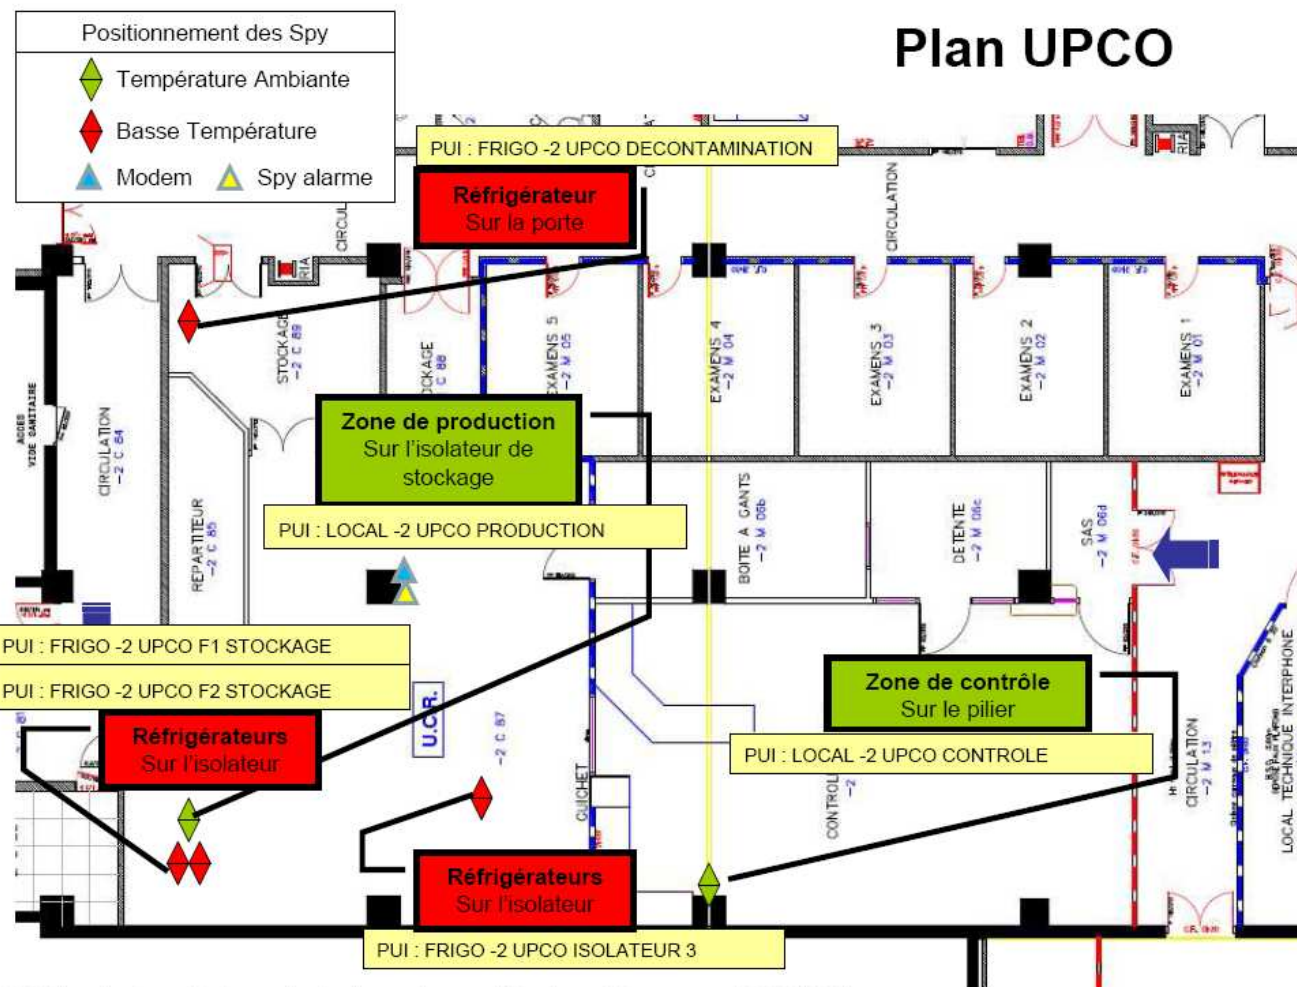 Positionnement des Spy
Température Ambiante
Basse Température
Modem
Spy alarme
Plan UPCO
PUI : FRIGO -2 UPCO DECONTAMINATION
Réfrigérateur
Sur la porte
CIRCUL
RIA
CIRCULATION
RIA
STOCKAGE
-2 C 89
OCKAGE
C 88
EXAMENS 5
-2 M 05
EXAMENS 4
-2 M 04
EXAMENS 3
-2 M 03
EXAMENS 2
-2 M 02
EXAMENS 1
-2 M 01
ACCES
VIDE SANITAIRE
CIRCULATION
-2 C 84
Zone de production
Sur l'isolateur de
stockage
PUI : LOCAL -2 UPCO PRODUCTION
REPARTITEUR
-2 C 85
BOITE A GANTS
-2 M 06b
DETENTE
-2 M 06c
SAS
-2 M 06d
PUI : FRIGO -2 UPCO F1 STOCKAGE
PUI : FRIGO -2 UPCO F2 STOCKAGE
Réfrigérateurs
Sur l'isolateur
U.C.R.
-2 C 87
GUICHET
Zone de contrôle
Sur le pilier
PUI : LOCAL -2 UPCO CONTROLE
CONTROL
-2
CIRCULATION
-2 M 13
LOCAL TECHNIQUE INTERPHONE
Réfrigérateurs
Sur l'isolateur
PUI : FRIGO -2 UPCO ISOLATEUR 3